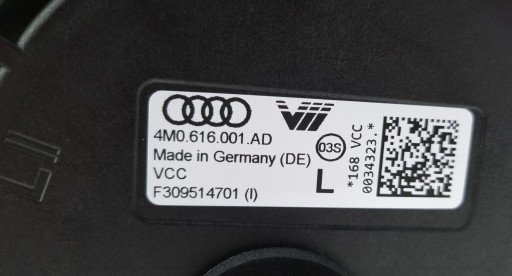 4M0.616.001.AD
Made in Germany (DE)
VCC
F309514701 (I)
03S
L
*168 VCC
0034323.*